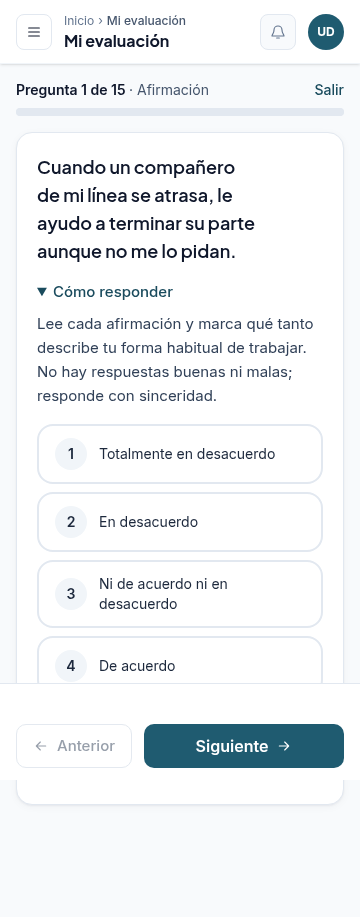 Inicio › Mi evaluación
Mi evaluación
UD
Pregunta 1 de 15 · Afirmación
Salir
Cuando un compañero
de mi línea se atrasa, le
ayudo a terminar su parte
aunque no me lo pidan.
▼ Cómo responder
Lee cada afirmación y marca qué tanto
describe tu forma habitual de trabajar.
No hay respuestas buenas ni malas;
responde con sinceridad.
1 Totalmente en desacuerdo
2 En desacuerdo
3 Ni de acuerdo ni en
desacuerdo
4 De acuerdo
← Anterior
Siguiente →